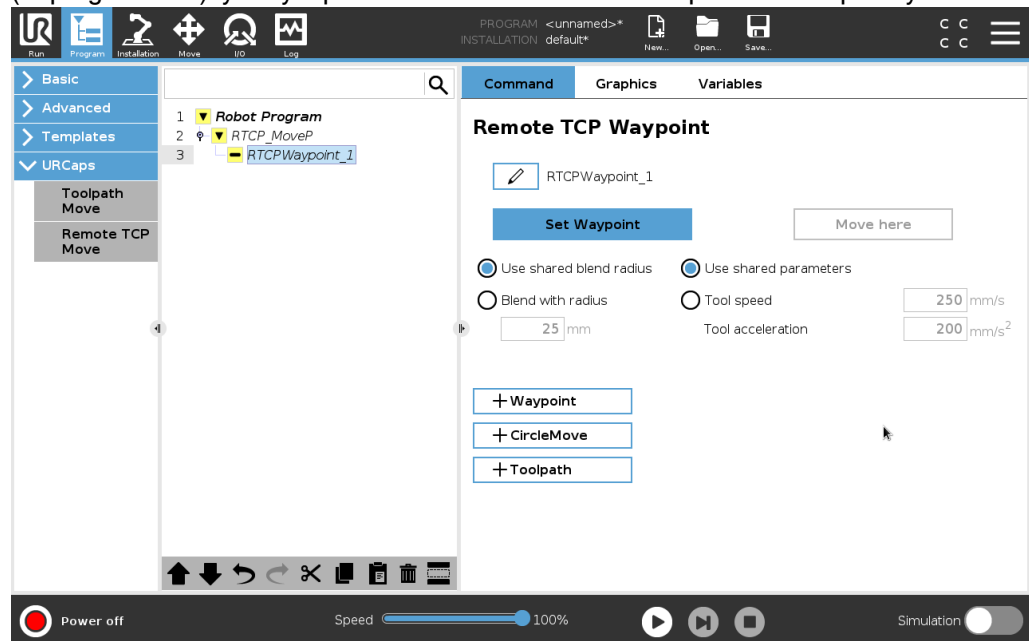 PROGRAM <unnamed>*
INSTALLATION default*
UR
Run
Program
Installation
Move
I/O
Log
New...
Open...
Save...
C C
C C
Basic
Advanced
Templates
URCaps
Toolpath
Move
Remote TCP
Move
1 Robot Program
2 RTCP_MoveP
3 RTCPWaypoint_1
Command Graphics Variables
Remote TCP Waypoint
RTCPWaypoint_1
Set Waypoint Move here
Use shared blend radius Use shared parameters
Blend with radius Tool speed 250 mm/s
25 mm Tool acceleration 200 mm/s2
+Waypoint
+CircleMove
+Toolpath
Power off Speed 100% Simulation